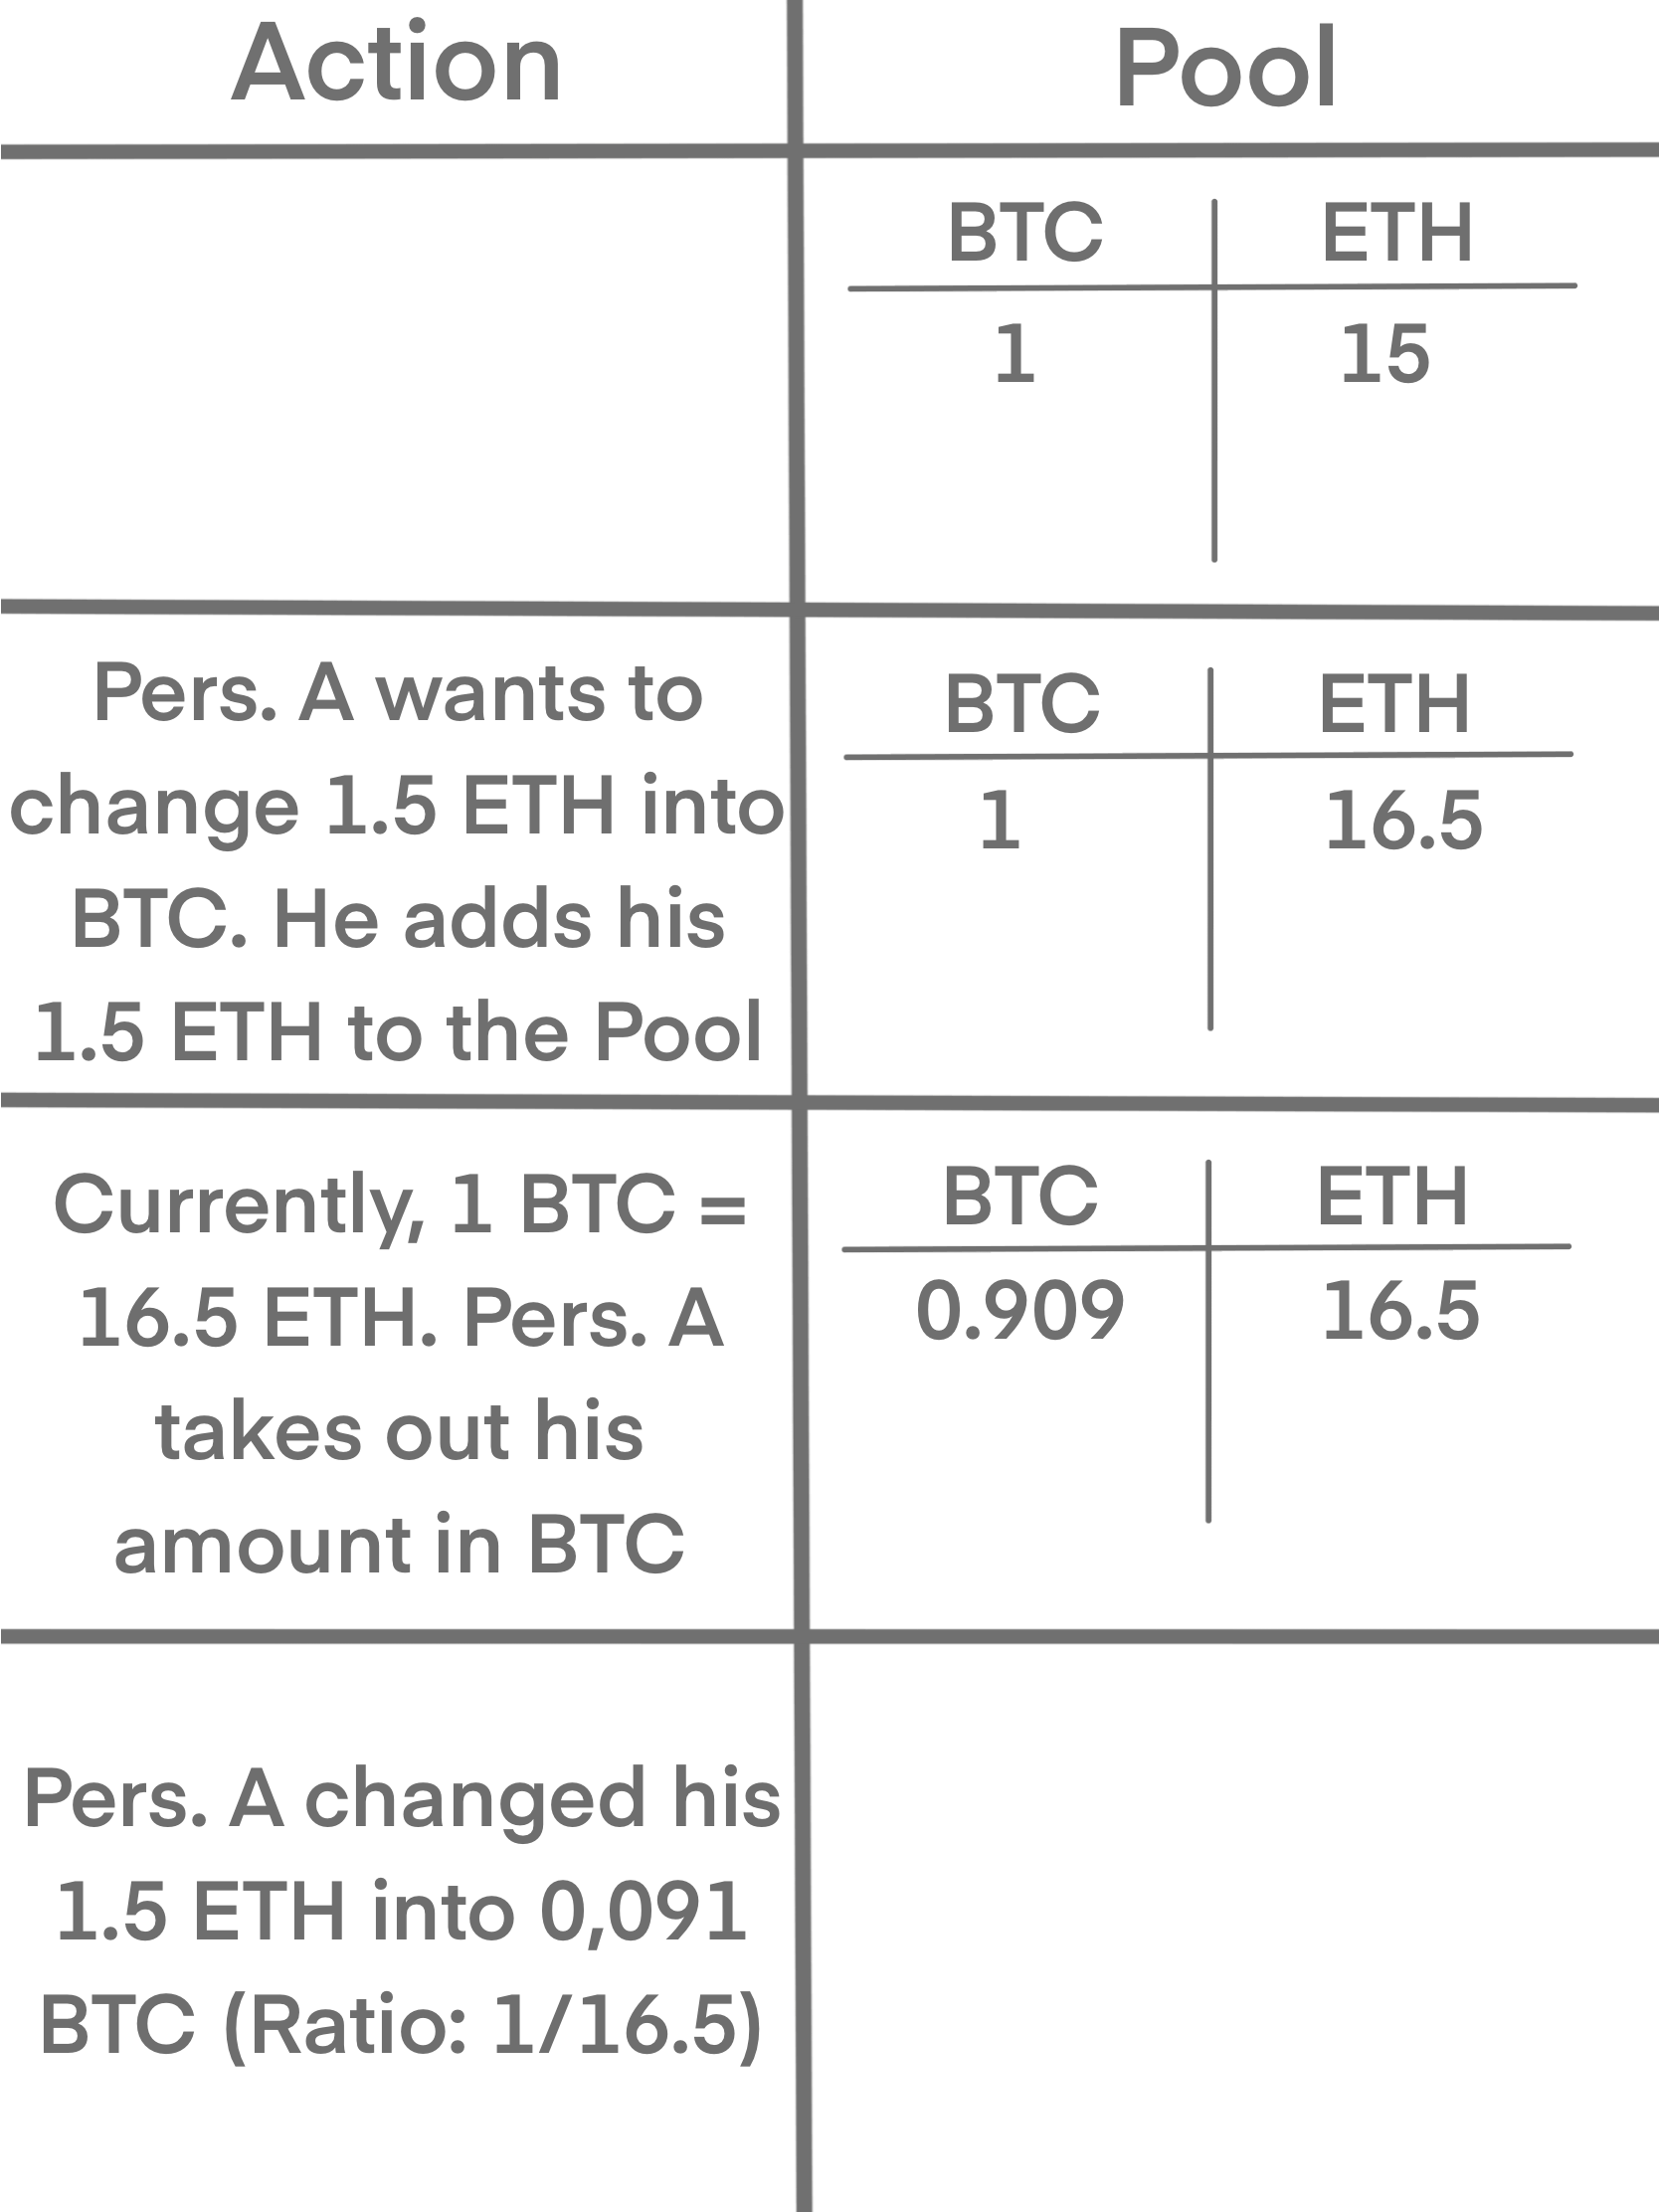 Action
Pool
BTC
ETH
1
15
Pers. A wants to
change 1.5 ETH into
BTC. He adds his
1.5 ETH to the Pool
BTC
ETH
1
16.5
Currently, 1 BTC =
16.5 ETH. Pers. A
takes out his
amount in BTC
BTC
ETH
0.909
16.5
Pers. A changed his
1.5 ETH into 0,091
BTC (Ratio: 1/16.5)